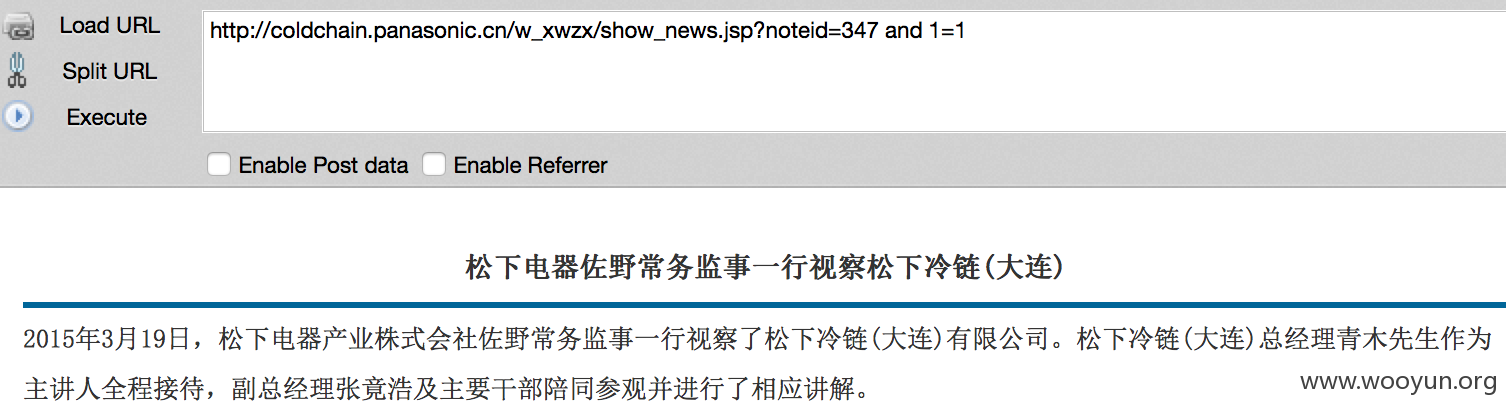 Load URL
http://coldchain.panasonic.cn/w_xwzx/show_news.jsp?noteid=347 and 1=1
Split URL
Execute
Enable Post data Enable Referrer
松下电器佐野常务监事一行视察松下冷链(大连)
2015年3月19日，松下电器产业株式会社佐野常务监事一行视察了松下冷链(大连)有限公司。松下冷链(大连)总经理青木先生作为
主讲人全程接待，副总经理张竟浩及主要干部陪同参观并进行了相应讲解。
www.wooyun.org